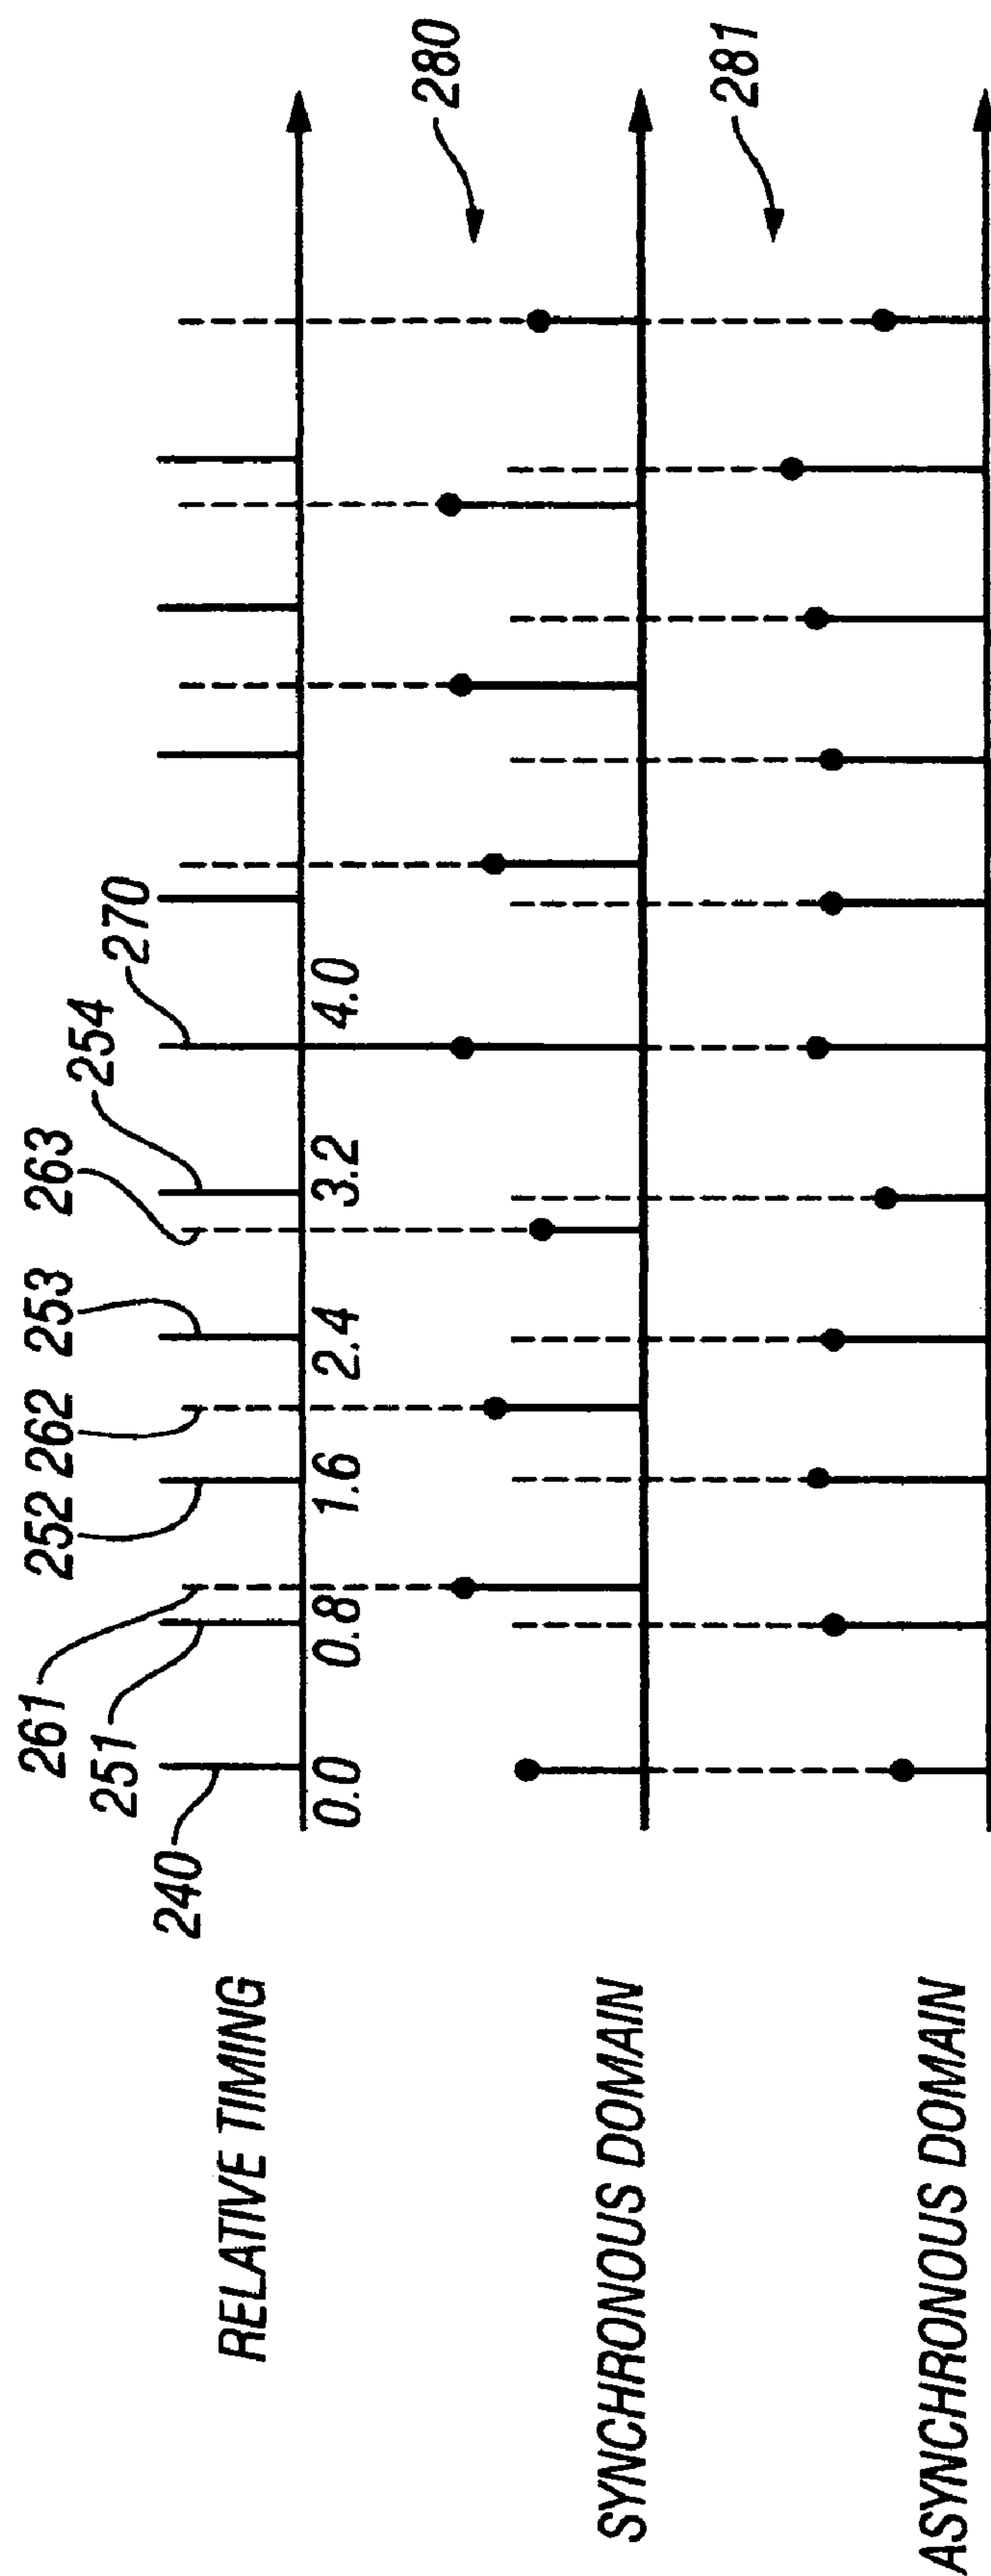 263
254
252 262 253
270
261
251
240
280
RELATIVE TIMING
0.0 0.8 1.6 2.4 3.2 4.0
281
SYNCHRONOUS DOMAIN
ASYNCHRONOUS DOMAIN